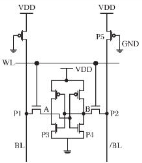 VDD VDD
P5
GND
WL
VDD
P1 A B P2
P3 P4
BL /BL